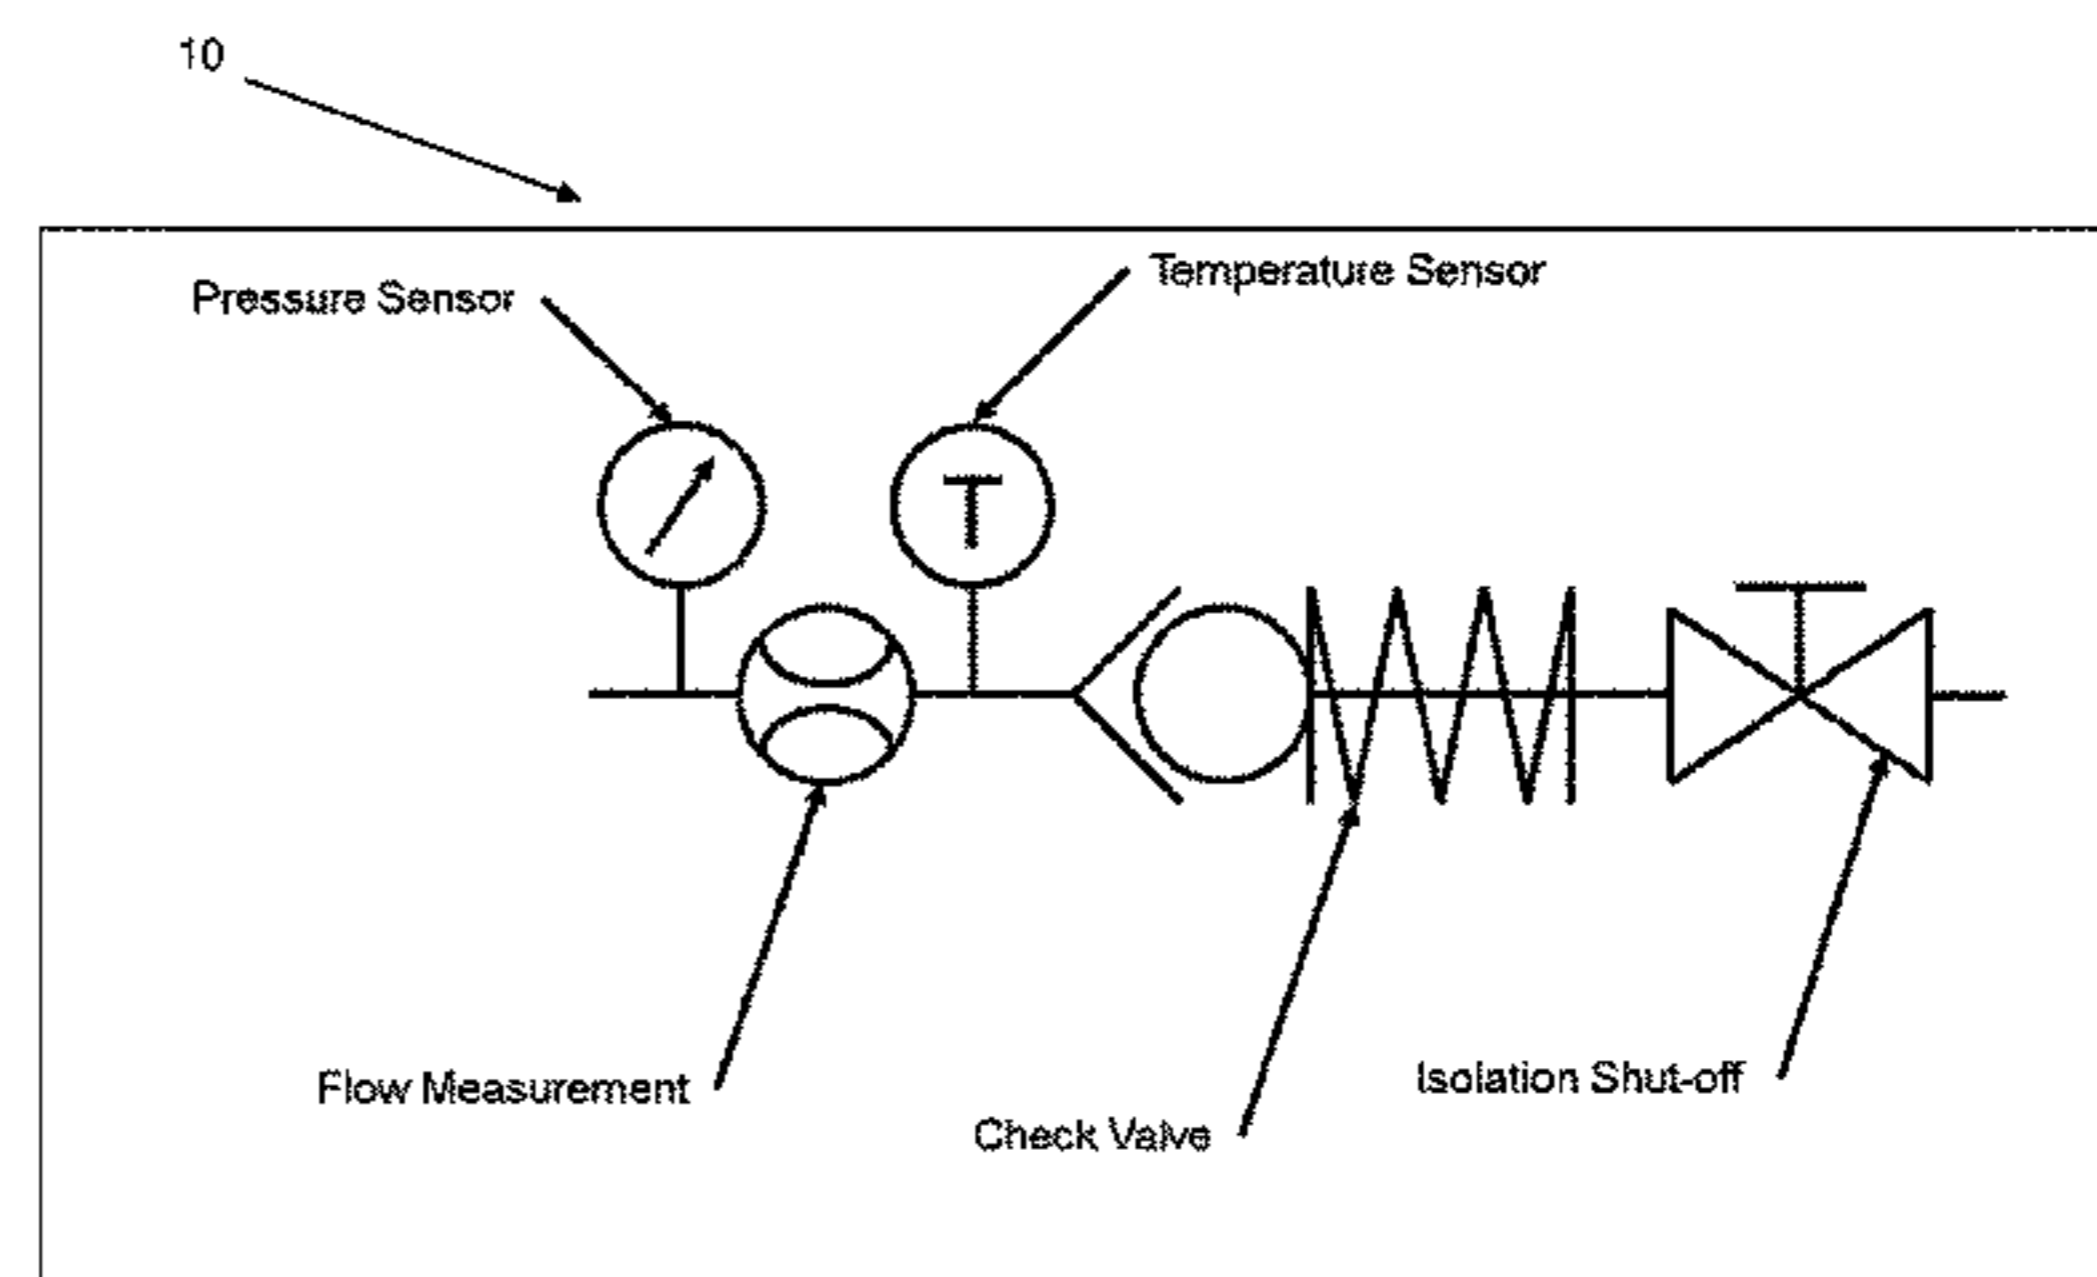 10
Temperature Sensor
Pressure Sensor
T
Flow Measurement
Isolation Shut-off
Check Valve